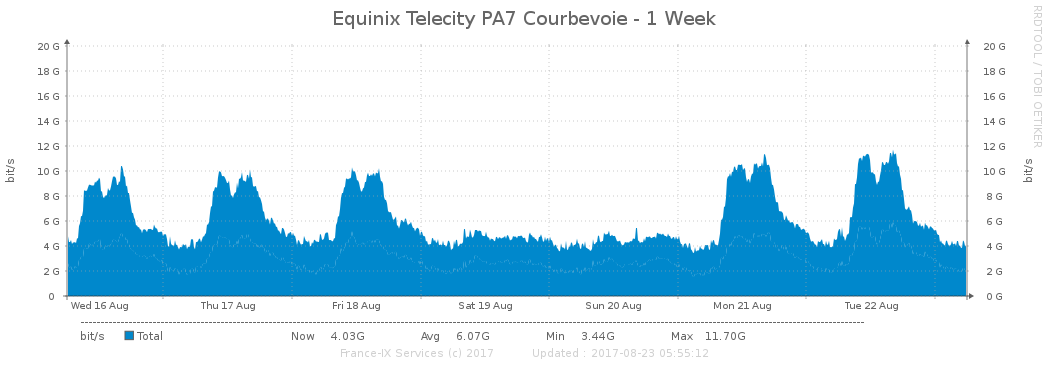 Equinix Telecity PA7 Courbevoie - 1 Week
RRDTOOL / TOBI OETIKER
bit/s
20 G 20 G
18 G 18 G
16 G 16 G
14 G 14 G
12 G 12 G
10 G 10 G
8 G 8 G
6 G 6 G
4 G 4 G
2 G 2 G
0 0 G
bit/s
Wed 16 Aug Thu 17 Aug Fri 18 Aug Sat 19 Aug Sun 20 Aug Mon 21 Aug Tue 22 Aug
bit/s Total Now 4.03G Avg 6.07G Min 3.44G Max 11.70G
France-IX Services (c) 2017 Updated : 2017-08-23 05:55:12